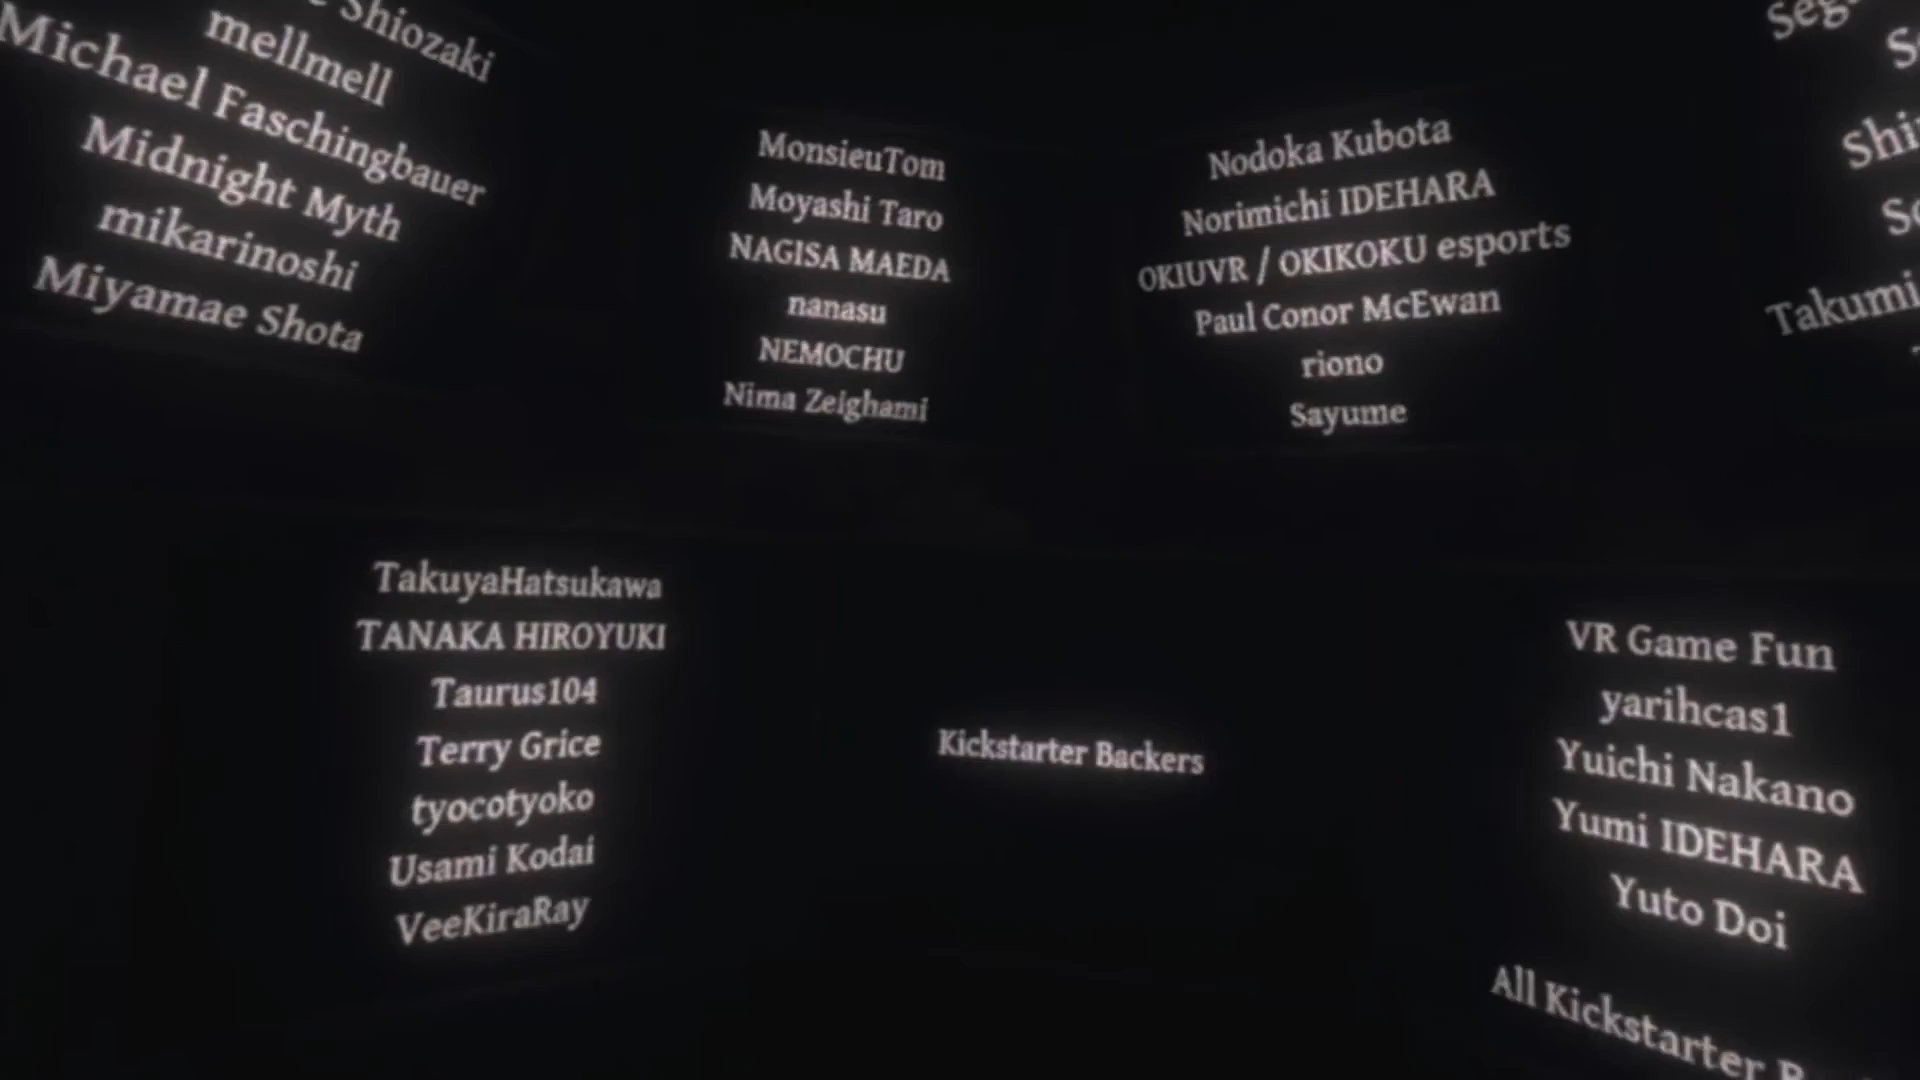 Shiozaki
mellmell
Michael Faschingbauer
Midnight Myth
mikarinoshi
Miyamae Shota
MonsieuTom
Moyashi Taro
NAGISA MAEDA
nanasu
NEMOCHU
Nima Zeighami
Nodoka Kubota
Norimichi IDEHARA
OKIUVR / OKIKOKU esports
Paul Conor McEwan
riono
Sayume
Takumi
TakuyaHatsukawa
TANAKA HIROYUKI
Taurus104
Terry Grice
tyocotyoko
Usami Kodai
VeeKiraRay
Kickstarter Backers
VR Game Fun
yarihcas1
Yuichi Nakano
Yumi IDEHARA
Yuto Doi
All Kickstarter